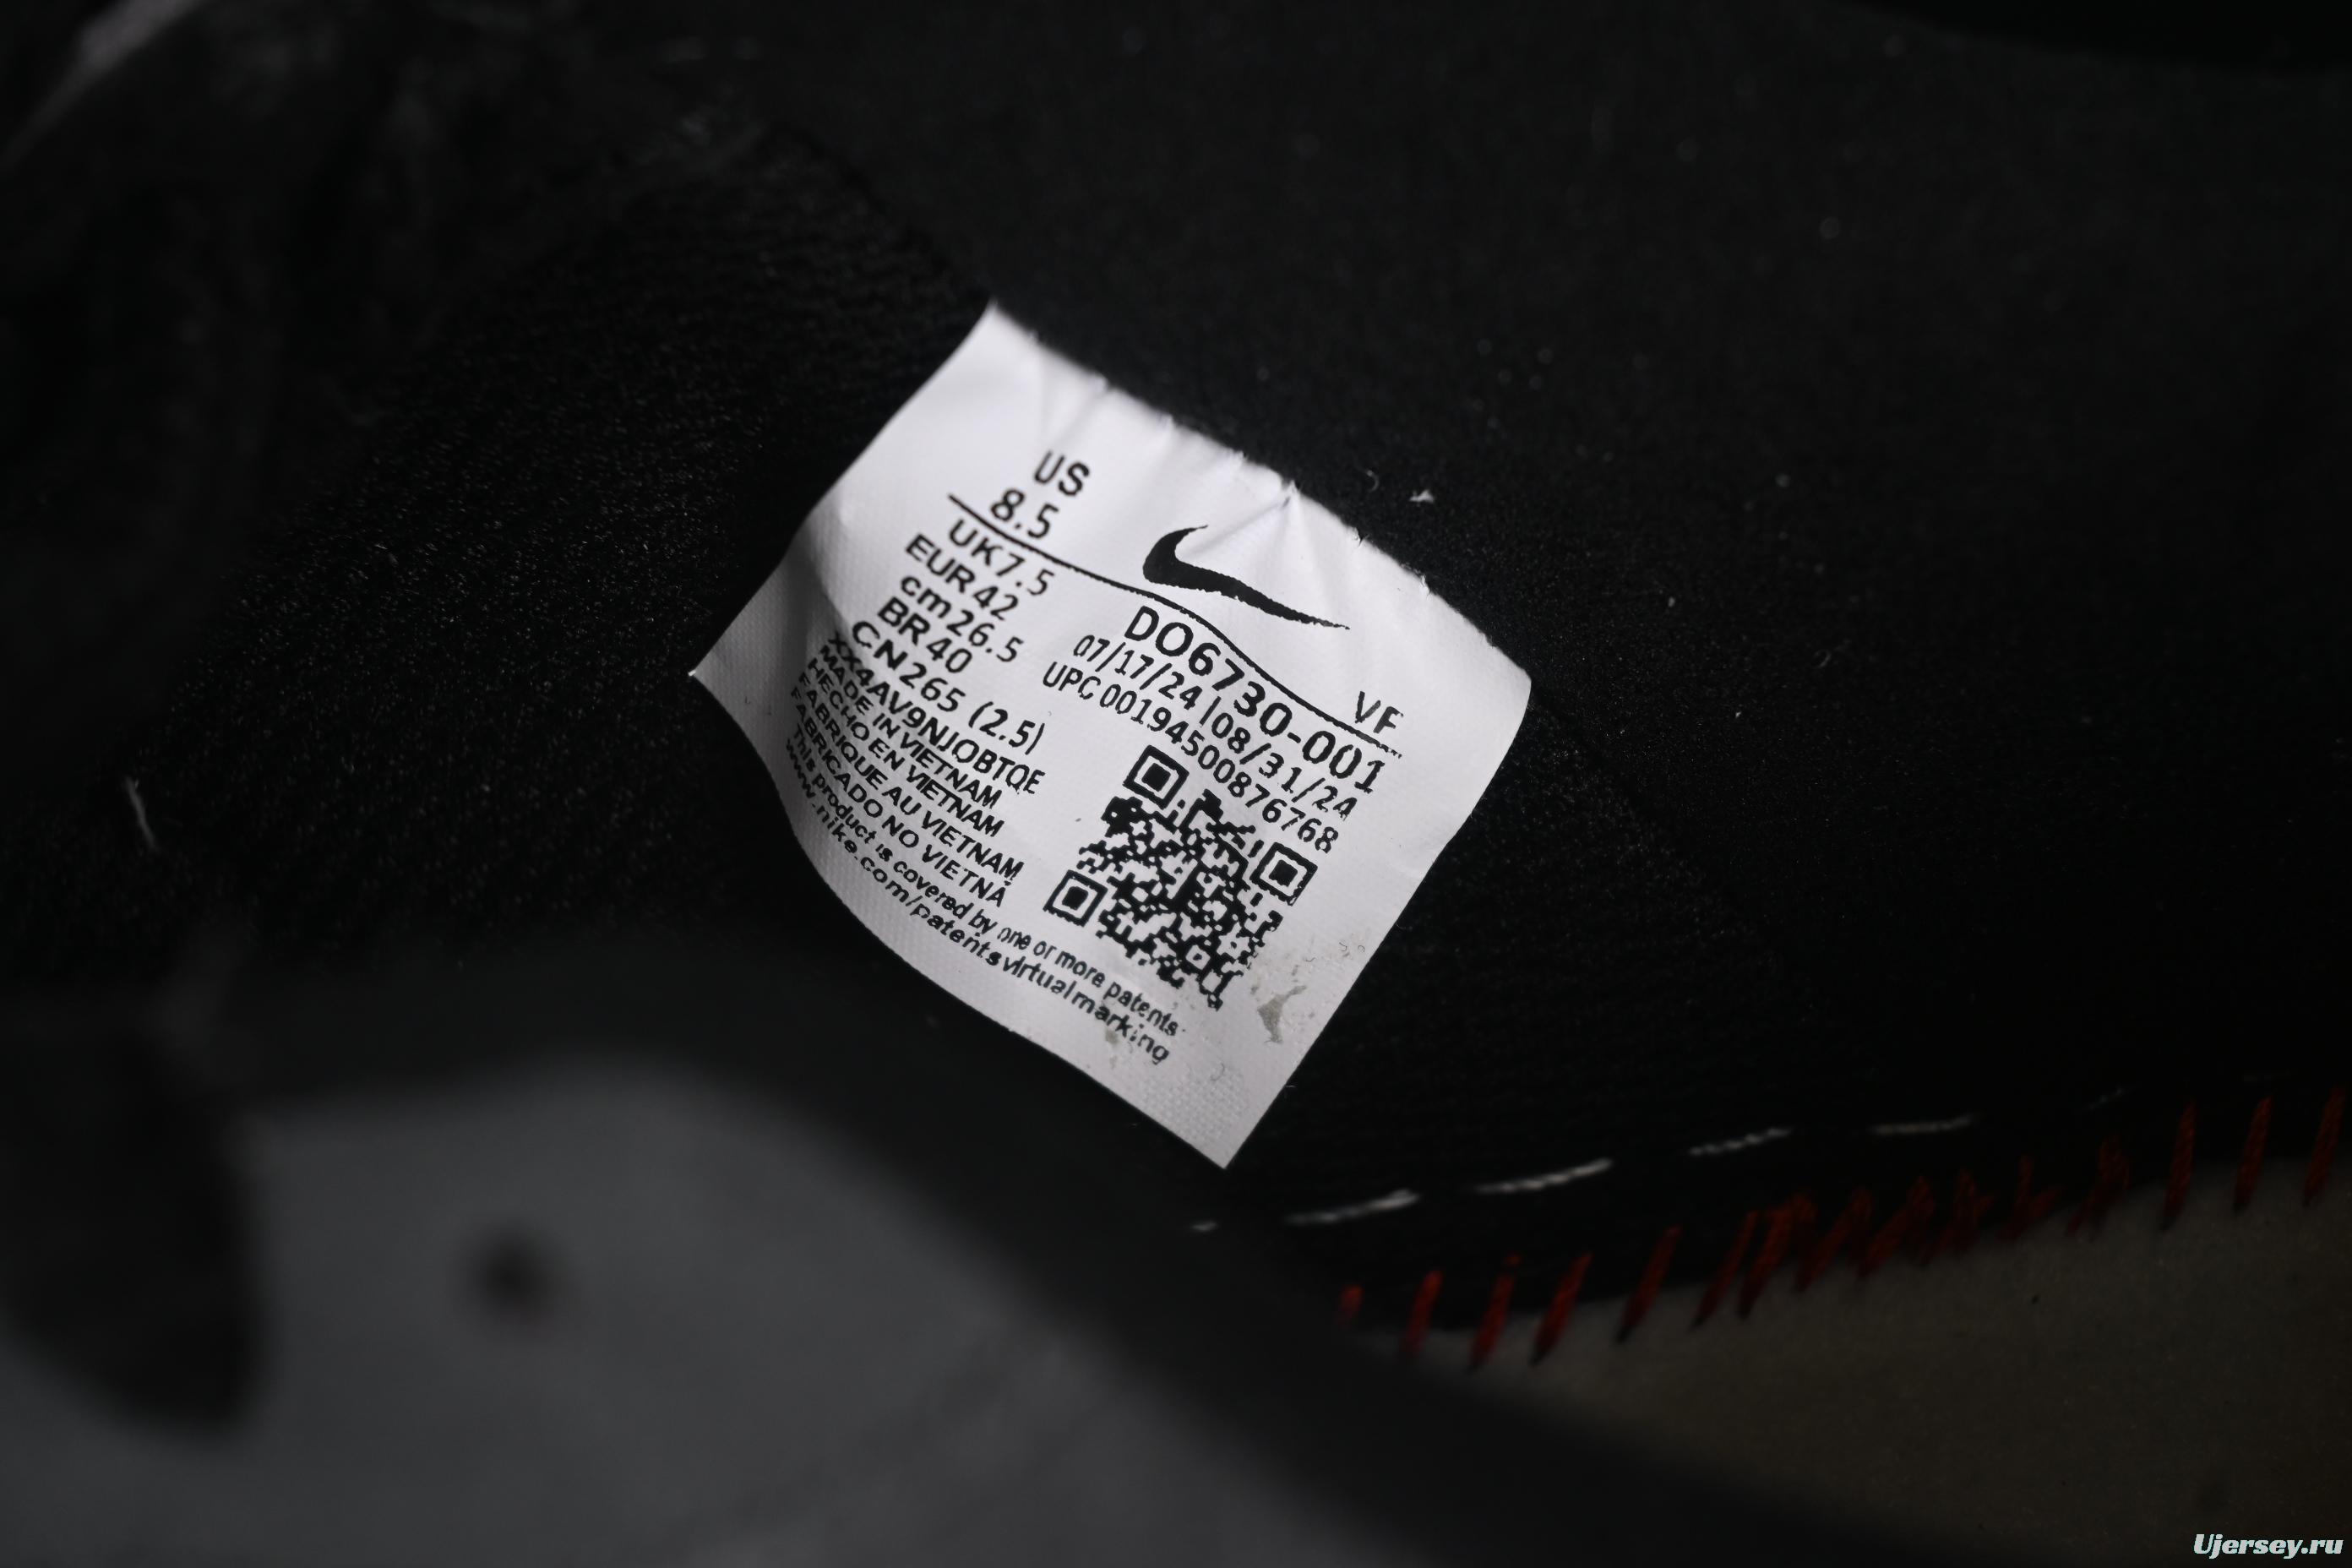 US
8.5
UK7.5
EUR42
cm26.5
BR40
CN265 (2.5)
XX4AV9NJOBTQE
MADE IN VIETNAM
HECHO EN VIETNAM
FABRIQUE AU VIETNAM
FABRICADO NO VIETNÃ
This product is covered by one or more patents
www.nike.com/patentsvirtualmarking
VF
DO6730-001
07/17/24|08/31/24
UPC00194500876768
Ujersey.ru